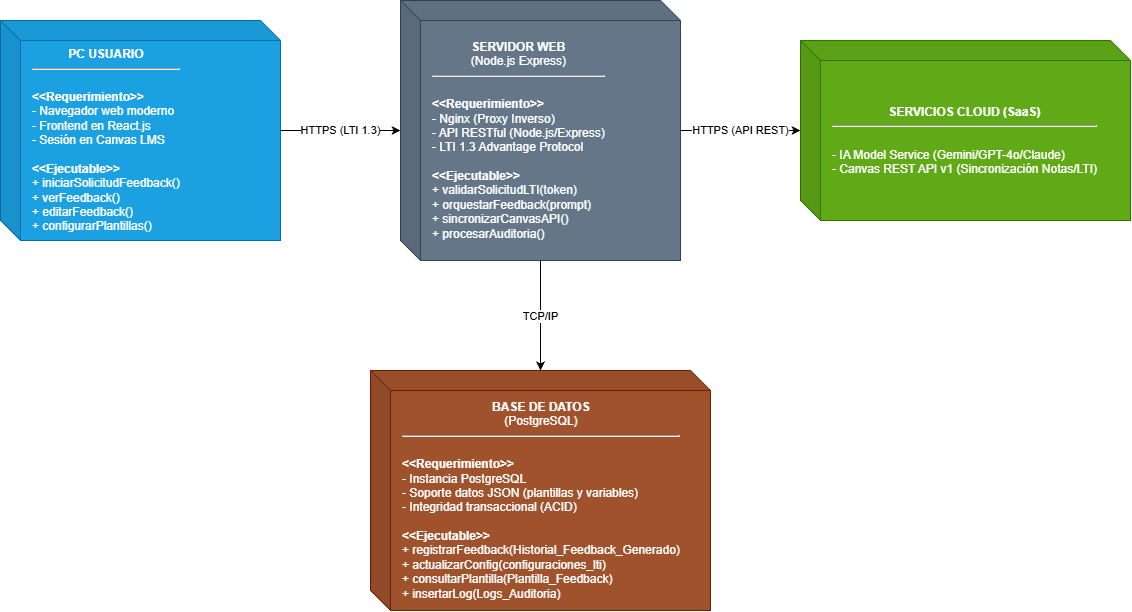 PC USUARIO
<<Requerimiento>>
- Navegador web moderno
- Frontend en React.js
- Sesión en Canvas LMS
<<Ejecutable>>
+ iniciarSolicitudFeedback()
+ verFeedback()
+ editarFeedback()
+ configurarPlantillas()
HTTPS (LTI 1.3)
SERVIDOR WEB
(Node.js Express)
<<Requerimiento>>
- Nginx (Proxy Inverso)
- API RESTful (Node.js/Express)
- LTI 1.3 Advantage Protocol
<<Ejecutable>>
+ validarSolicitudLTI(token)
+ orquestarFeedback(prompt)
+ sincronizarCanvasAPI()
+ procesarAuditoria()
HTTPS (API REST)
SERVICIOS CLOUD (SaaS)
- IA Model Service (Gemini/GPT-4o/Claude)
- Canvas REST API v1 (Sincronización Notas/LTI)
TCP/IP
BASE DE DATOS
(PostgreSQL)
<<Requerimiento>>
- Instancia PostgreSQL
- Soporte datos JSON (plantillas y variables)
- Integridad transaccional (ACID)
<<Ejecutable>>
+ registrarFeedback(Historial_Feedback_Generado)
+ actualizarConfig(configuraciones_lti)
+ consultarPlantilla(Plantilla_Feedback)
+ insertarLog(Logs_Auditoria)